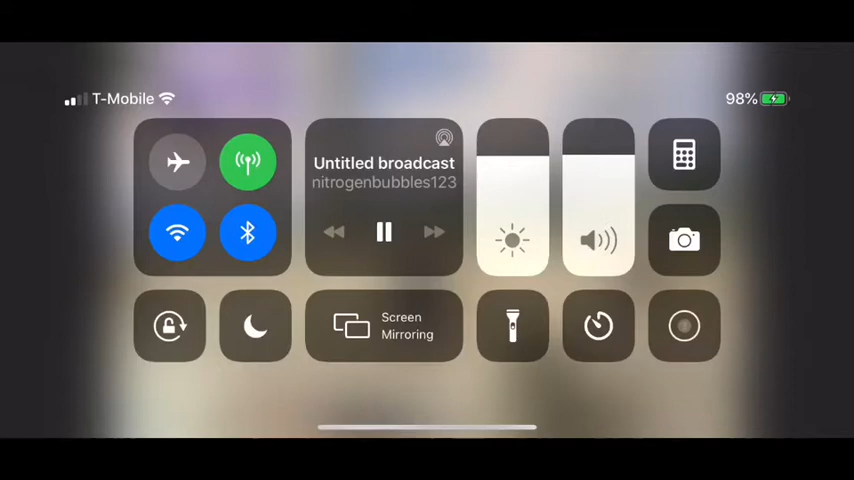 T-Mobile
98%
Untitled broadcast
nitrogenbubbles123
Screen
Mirroring